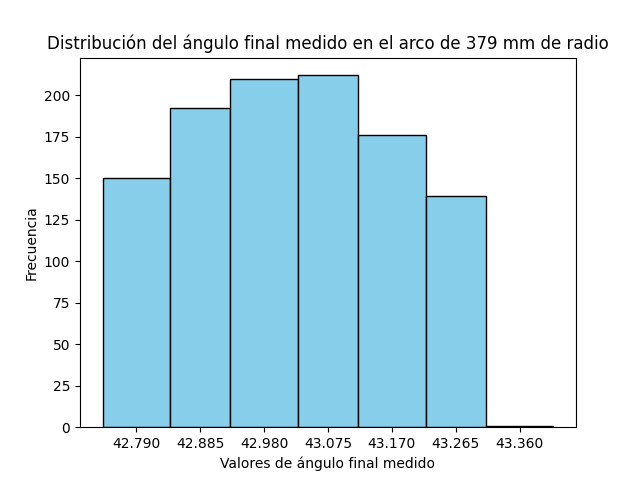 Distribución del ángulo final medido en el arco de 379 mm de radio
Frecuencia
200
175
150
125
100
75
50
25
0
42.790 42.885 42.980 43.075 43.170 43.265 43.360
Valores de ángulo final medido